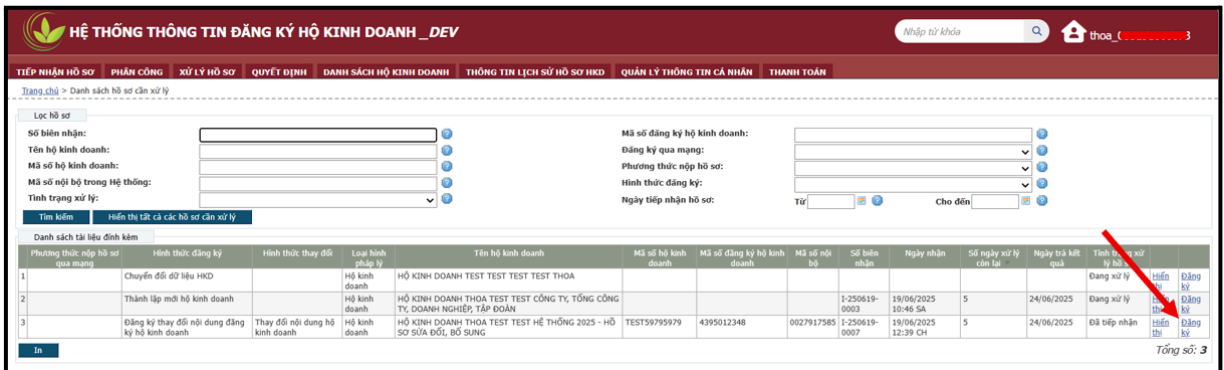 HỆ THỐNG THÔNG TIN ĐĂNG KÝ HỘ KINH DOANH _DEV
Nhập từ khóa
thoa_0
3
TIẾP NHẬN HỒ SƠ PHÂN CÔNG XỬ LÝ HỒ SƠ QUYẾT ĐỊNH DANH SÁCH HỘ KINH DOANH THÔNG TIN LỊCH SỬ HỒ SƠ HKD QUẢN LÝ THÔNG TIN CÁ NHÂN THANH TOÁN
Trang chủ > Danh sách hồ sơ cần xử lý
Lọc hồ sơ
Số biên nhận: Mã số đăng ký hộ kinh doanh:
Tên hộ kinh doanh: Đăng ký qua mạng:
Mã số hộ kinh doanh: Phương thức nộp hồ sơ:
Mã số nội bộ trong Hệ thống: Hình thức đăng ký:
Tình trạng xử lý: Ngày tiếp nhận hồ sơ: Từ Cho đến
Tìm kiếm Hiển thị tất cả các hồ sơ cần xử lý
Danh sách tài liệu đính kèm
Phương thức nộp hồ sơ Hình thức đăng ký Hình thức thay đổi Loại hình Tên hộ kinh doanh Mã số hộ kinh Mã số đăng ký hộ kinh Mã số nội Số biên Ngày nhận Số ngày xử lý Ngày trả kết Tình trạng xử
qua mạng pháp lý doanh doanh bộ nhận còn lại quả lý hồ sơ
1 Chuyển đổi dữ liệu HKD Hộ kinh HỘ KINH DOANH TEST TEST TEST TEST THOA Đang xử lý Hiển Đăng
doanh thị ký
2 Thành lập mới hộ kinh doanh Hộ kinh HỘ KINH DOANH THOA TEST TEST CÔNG TY, TỔNG CÔNG I-250619- 19/06/2025 5 24/06/2025 Đang xử lý Hiển Đăng
doanh TY, DOANH NGHIỆP, TẬP ĐOÀN 0003 10:46 SA thị ký
3 Đăng ký thay đổi nội dung đăng Thay đổi nội dung hộ Hộ kinh HỘ KINH DOANH THOA TEST TEST HỆ THỐNG 2025 - HỒ TEST59795979 4395012348 0027917585 I-250619- 19/06/2025 5 24/06/2025 Đã tiếp nhận Hiển Đăng
ký hộ kinh doanh kinh doanh doanh SƠ SỬA ĐỔI, BỔ SUNG 0007 12:39 CH thị ký
In Tổng số: 3